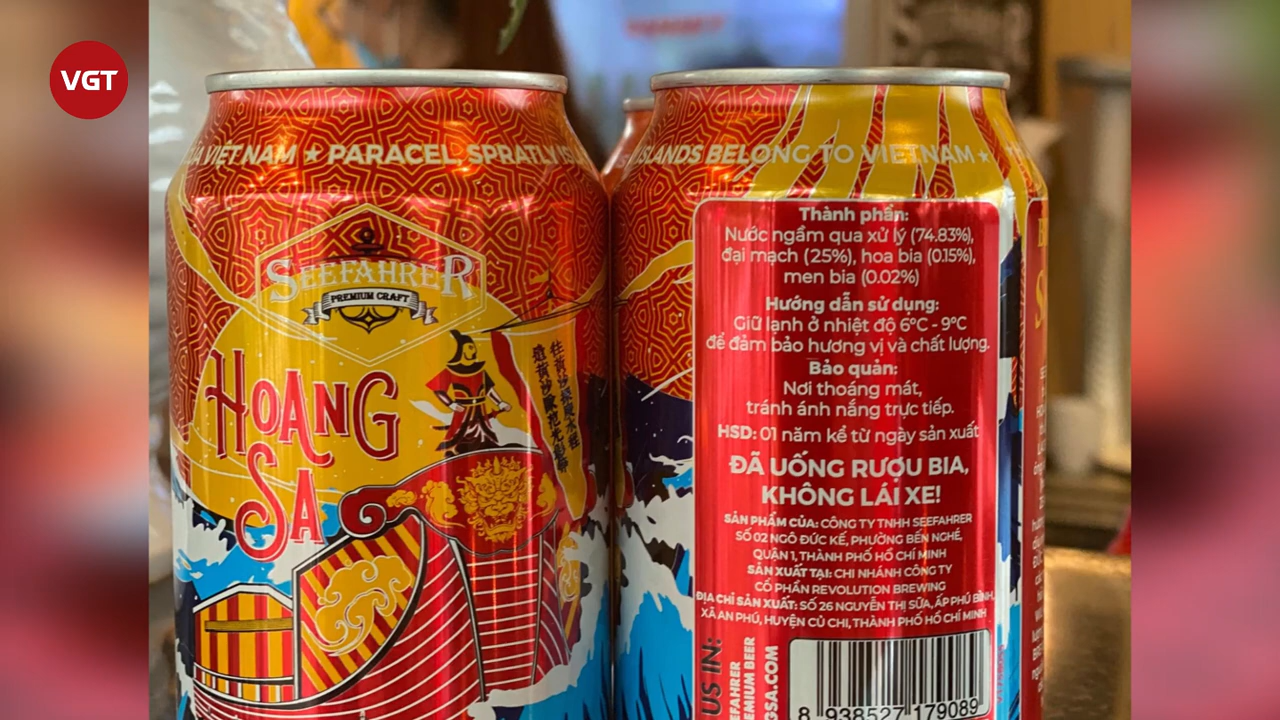 VGT
VIỆT NAM ★ PARACEL, SPRATLY
ISLANDS BELONG TO VIETNAM ★
SEEFAHRER
PREMIUM CRAFT
HOANG
SA
Thành phần:
Nước ngầm qua xử lý (74.83%),
đại mạch (25%), hoa bia (0.15%),
men bia (0.02%)
Hướng dẫn sử dụng:
Giữ lạnh ở nhiệt độ 6°C - 9°C
để đảm bảo hương vị và chất lượng.
Bảo quản:
Nơi thoáng mát,
tránh ánh nắng trực tiếp.
HSD: 01 năm kể từ ngày sản xuất
ĐÃ UỐNG RƯỢU BIA,
KHÔNG LÁI XE!
SẢN PHẨM CỦA: CÔNG TY TNHH SEEFAHRER
SỐ 02 NGÔ ĐỨC KẾ, PHƯỜNG BẾN NGHÉ,
QUẬN 1, THÀNH PHỐ HỒ CHÍ MINH
SẢN XUẤT TẠI: CHI NHÁNH CÔNG TY
CỔ PHẦN REVOLUTION BREWING
ĐỊA CHỈ SẢN XUẤT: SỐ 26 NGUYỄN THỊ SỮA, ẤP PHÚ BÌNH,
XÃ AN PHÚ, HUYỆN CỦ CHI, THÀNH PHỐ HỒ CHÍ MINH
US IN:
EEFAHRER
EMIUM BEER
GSA.COM
8 938527 179089